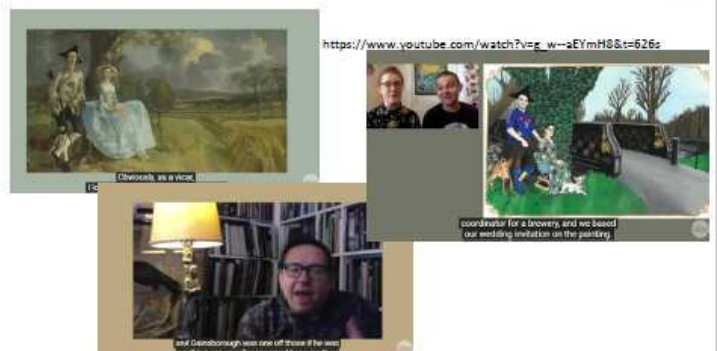 https://www.youtube.com/watch?v=g_w--aEYmH8&t=626s
Obviously, as a vicar,
coordinator for a brewery, and we based
our wedding invitation on the painting.
and Gainsborough was one off those if he was